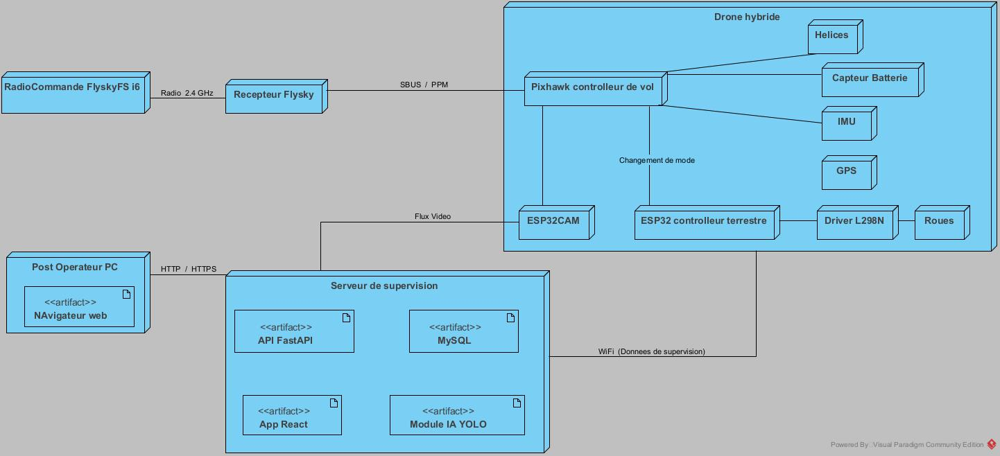 Drone hybride
Helices
RadioCommande FlyskyFS i6
Radio 2.4 GHz
Recepteur Flysky
SBUS / PPM
Pixhawk controlleur de vol
Capteur Batterie
IMU
Changement de mode
GPS
Flux Video
ESP32CAM
ESP32 controlleur terrestre
Driver L298N
Roues
Post Operateur PC
<<artifact>>
NAvigateur web
HTTP / HTTPS
Serveur de supervision
<<artifact>>
API FastAPI
<<artifact>>
MySQL
WiFi (Donnees de supervision)
<<artifact>>
App React
<<artifact>>
Module IA YOLO
Powered By Visual Paradigm Community Edition